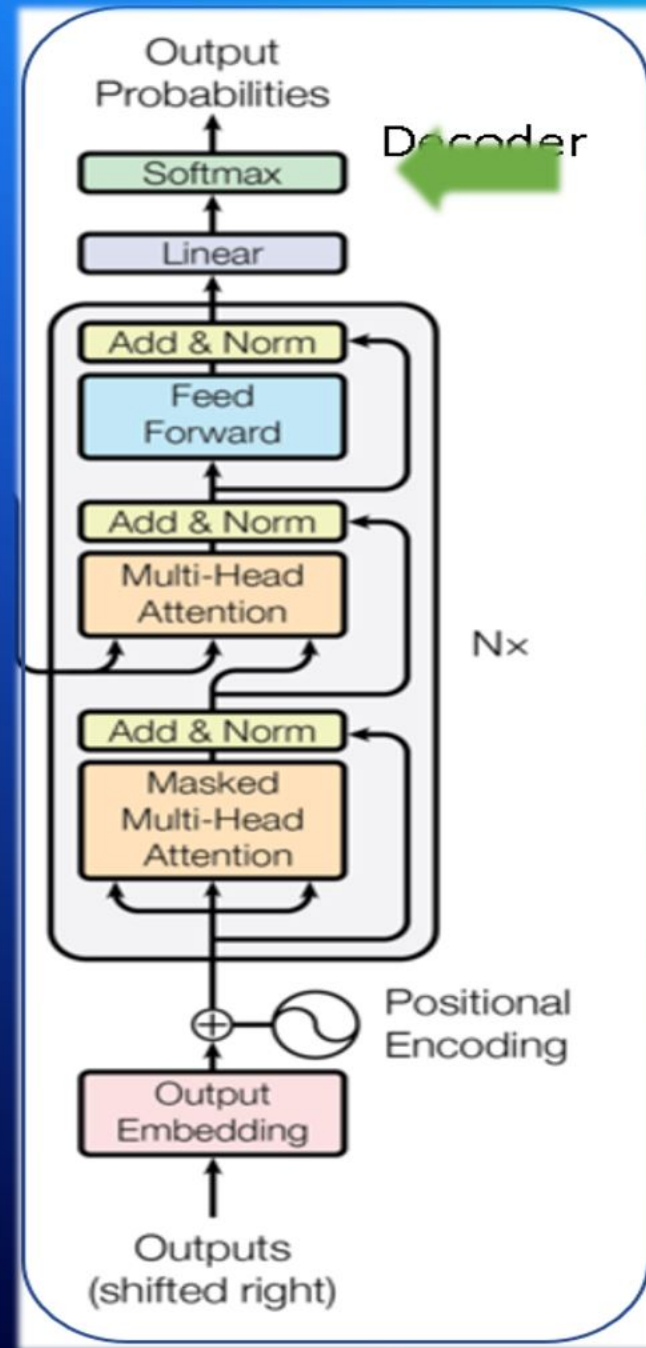 Output
Probabilities
Decoder
Softmax
Linear
Add & Norm
Feed
Forward
Add & Norm
Multi-Head
Attention
N×
Add & Norm
Masked
Multi-Head
Attention
Positional
Encoding
Output
Embedding
Outputs
(shifted right)